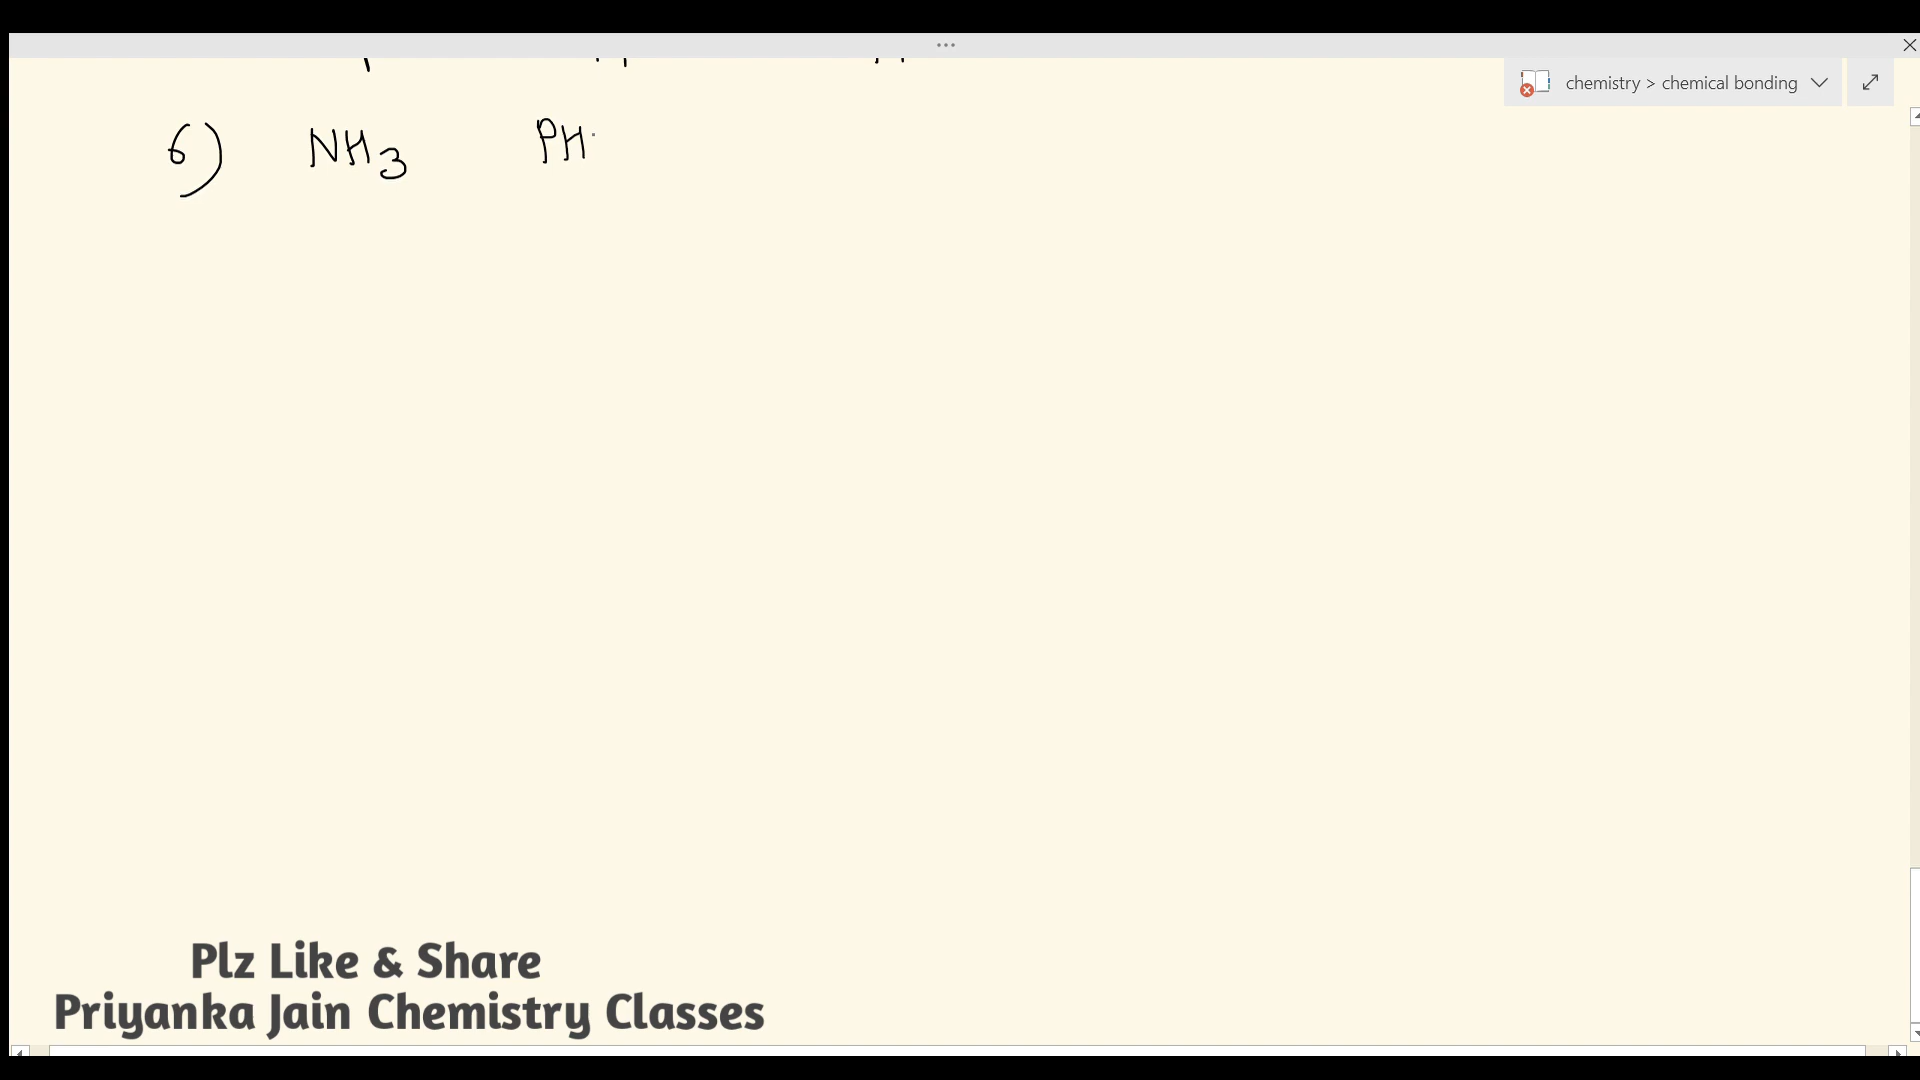 chemistry > chemical bonding
6) NH3 PH
Plz Like & Share
Priyanka Jain Chemistry Classes